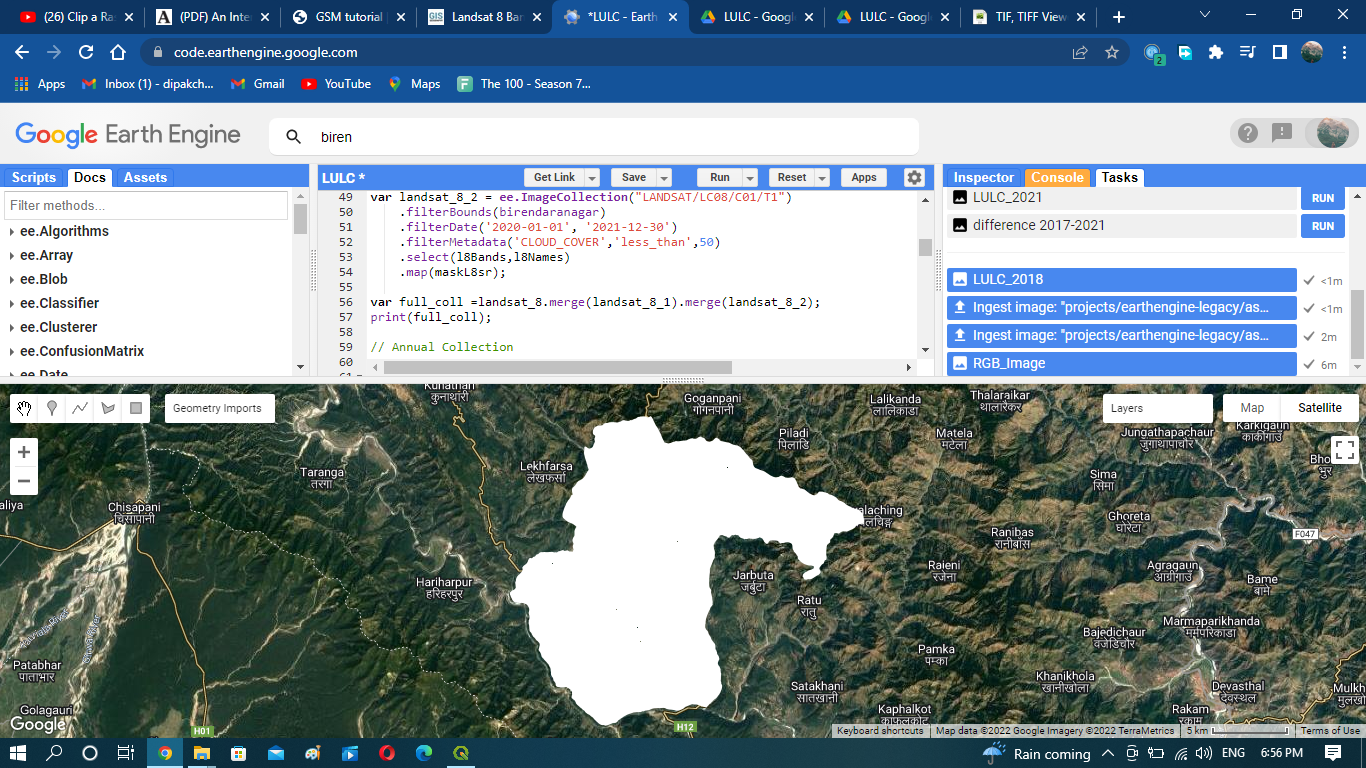 (26) Clip a Ra
(PDF) An Inte
GSM tutorial
Landsat 8 Ban
*LULC - Earth
LULC - Googl
LULC - Googl
TIF, TIFF View
code.earthengine.google.com
2
Apps
Inbox (1) - dipakch...
Gmail
YouTube
Maps
The 100 - Season 7...
Google Earth Engine
biren
Scripts
Docs
Assets
Filter methods...
ee.Algorithms
ee.Array
ee.Blob
ee.Classifier
ee.Clusterer
ee.ConfusionMatrix
ee.Date
LULC *
Get Link
Save
Run
Reset
Apps
49 var landsat_8_2 = ee.ImageCollection("LANDSAT/LC08/C01/T1")
50 .filterBounds(birendaranagar)
51 .filterDate('2020-01-01', '2021-12-30')
52 .filterMetadata('CLOUD_COVER','less_than',50)
53 .select(l8Bands,l8Names)
54 .map(maskL8sr);
55
56 var full_coll =landsat_8.merge(landsat_8_1).merge(landsat_8_2);
57 print(full_coll);
58
59 // Annual Collection
60
61
Inspector
Console
Tasks
LULC_2021
RUN
difference 2017-2021
RUN
LULC_2018
<1m
Ingest image: "projects/earthengine-legacy/as...
<1m
Ingest image: "projects/earthengine-legacy/as...
2m
RGB_Image
6m
Geometry Imports
Layers
Map
Satellite
Kunathari
कुनाथारी
Goganpani
गोगनपानी
Lalikanda
लालिकाडा
Thalaraikar
थालारैकर
Piladi
पिलाडि
Matela
मटेला
Jungathapachaur
जुगाथापाचौर
Karkigaun
कार्कीगाउँ
Lekhfarsa
लेखफर्सा
Taranga
तरंगा
Sima
सिमा
Bho
भुर
aliya
Chisapani
चिसापानी
alaching
Ghoreta
घोरेटा
Ranibas
रानीबाँस
F047
Hariharpur
हरिहरपुर
Jarbuta
जर्बुटा
Raieni
रजेना
Agragaun
आग्रीगाउँ
Bame
बामे
Ratu
रातु
Marmaparikhanda
मर्मपरिकाडा
Bajedichaur
वजेडिचौर
Patabhar
पाताभार
Pamka
पम्का
Khanikhola
खानीखोला
Satakhani
सातखानी
Devasthal
देवस्थल
Mulkh
मुलखो
Golagauri
Google
H01
H12
Kaphalkot
काफलकोट
Rakam
राकम
Keyboard shortcuts
Map data ©2022 Google Imagery ©2022 TerraMetrics
5 km
Terms of Use
Rain coming
ENG
6:56 PM